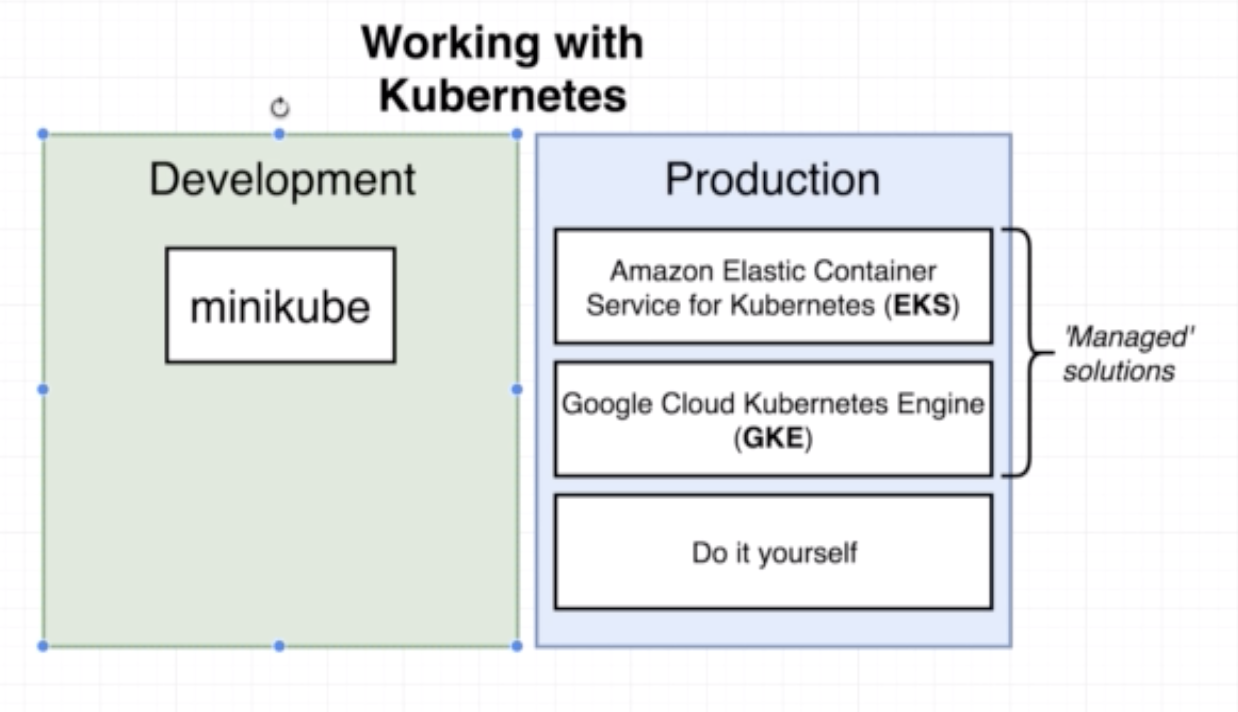 Working with
Kubernetes
Development
minikube
Production
Amazon Elastic Container
Service for Kubernetes (EKS)
Google Cloud Kubernetes Engine
(GKE)
Do it yourself
'Managed'
solutions